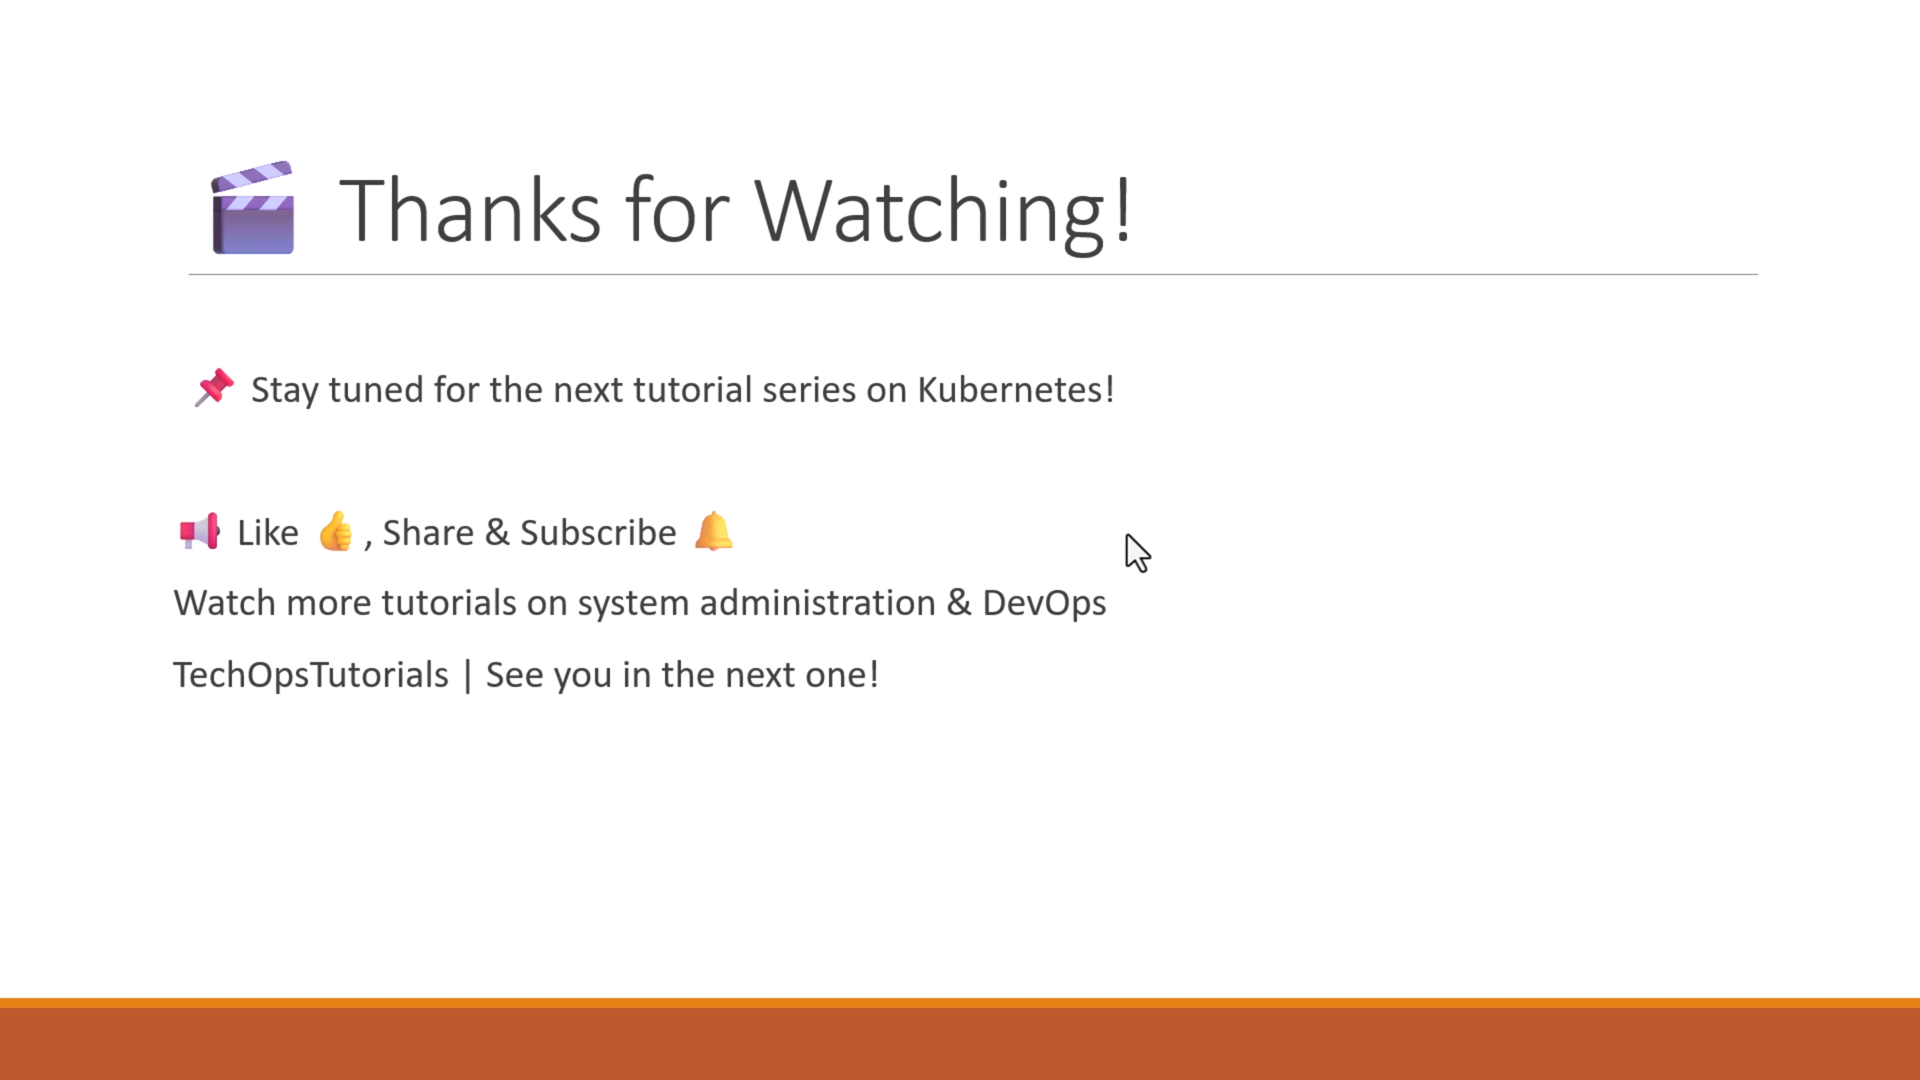 🎬 Thanks for Watching!
📌 Stay tuned for the next tutorial series on Kubernetes!
📢 Like 👍, Share & Subscribe 🔔
Watch more tutorials on system administration & DevOps
TechOpsTutorials | See you in the next one!